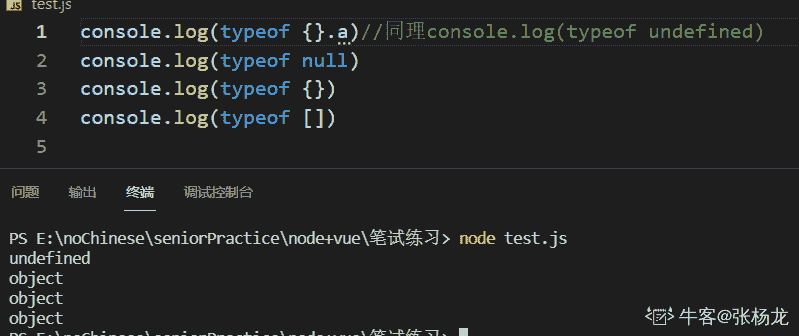 test.js
1 console.log(typeof {}.a)//同理console.log(typeof undefined)
2 console.log(typeof null)
3 console.log(typeof {})
4 console.log(typeof [])
5
问题 输出 终端 调试控制台
PS E:\noChinese\seniorPractice\node+vue\笔试练习> node test.js
undefined
object
object
object
PS E:\noChinese\seniorPractice\node+vue\笔试练习>
牛客@张杨龙